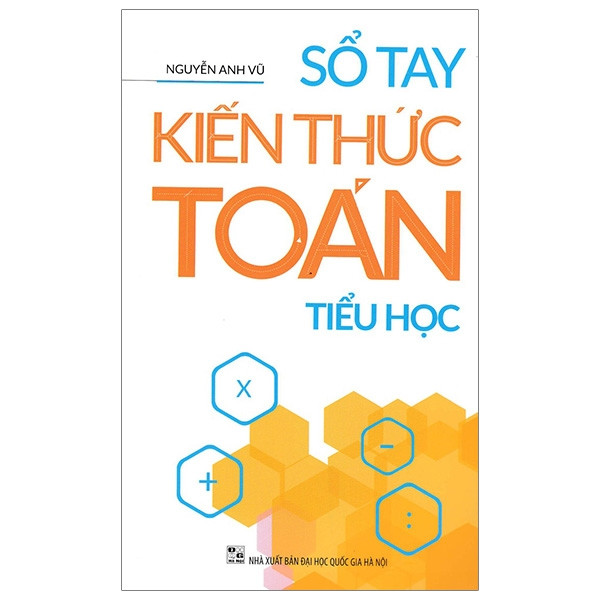 NGUYỄN ANH VŨ
SỔ TAY
KIẾN THỨC
TOÁN
TIỂU HỌC
X
-
+
:
NHÀ XUẤT BẢN ĐẠI HỌC QUỐC GIA HÀ NỘI